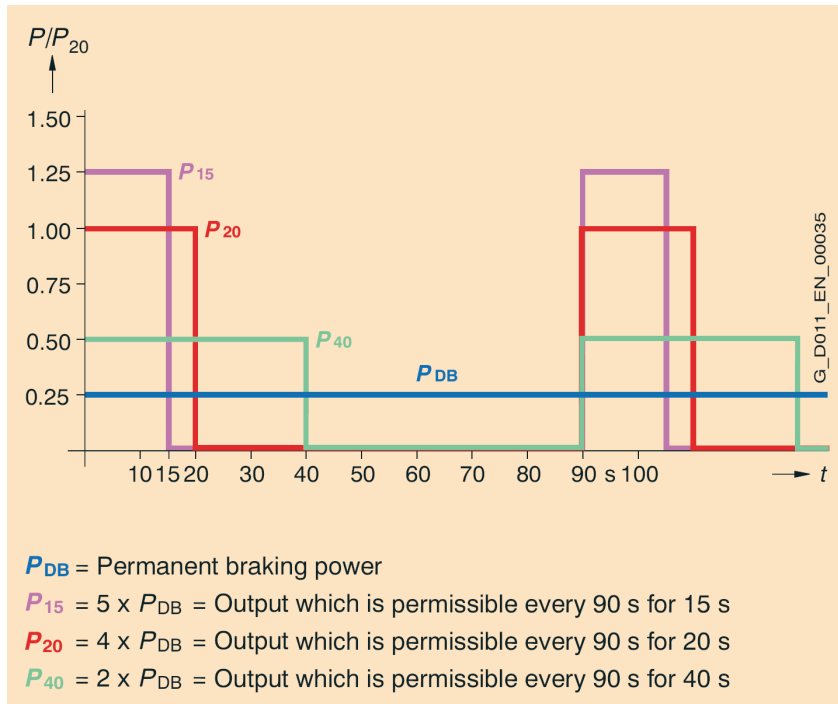 P/P20
1.50
1.25
1.00
0.75
0.50
0.25
P15
P20
P40
PDB
10 15 20 30 40 50 60 70 80 90 s 100
t
G_D011_EN_00035
PDB = Permanent braking power
P15 = 5 x PDB = Output which is permissible every 90 s for 15 s
P20 = 4 x PDB = Output which is permissible every 90 s for 20 s
P40 = 2 x PDB = Output which is permissible every 90 s for 40 s